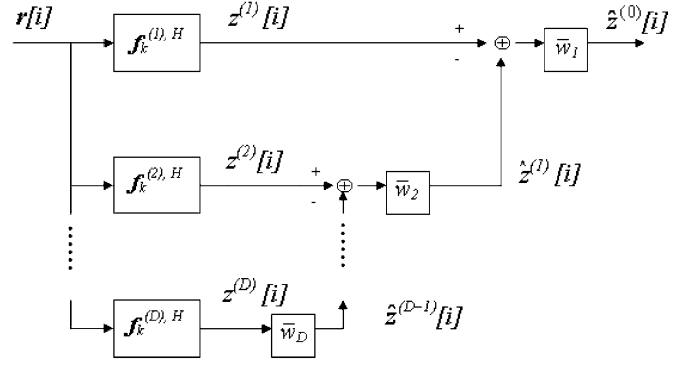 r[i] f_k^{(1), H} z^{(1)}[i] + - ⊕ w̄_1 ẑ^{(0)}[i]
f_k^{(2), H} z^{(2)}[i] + - ⊕ w̄_2 ẑ^{(1)}[i]
f_k^{(D), H} z^{(D)}[i] w̄_D ẑ^{(D-1)}[i]